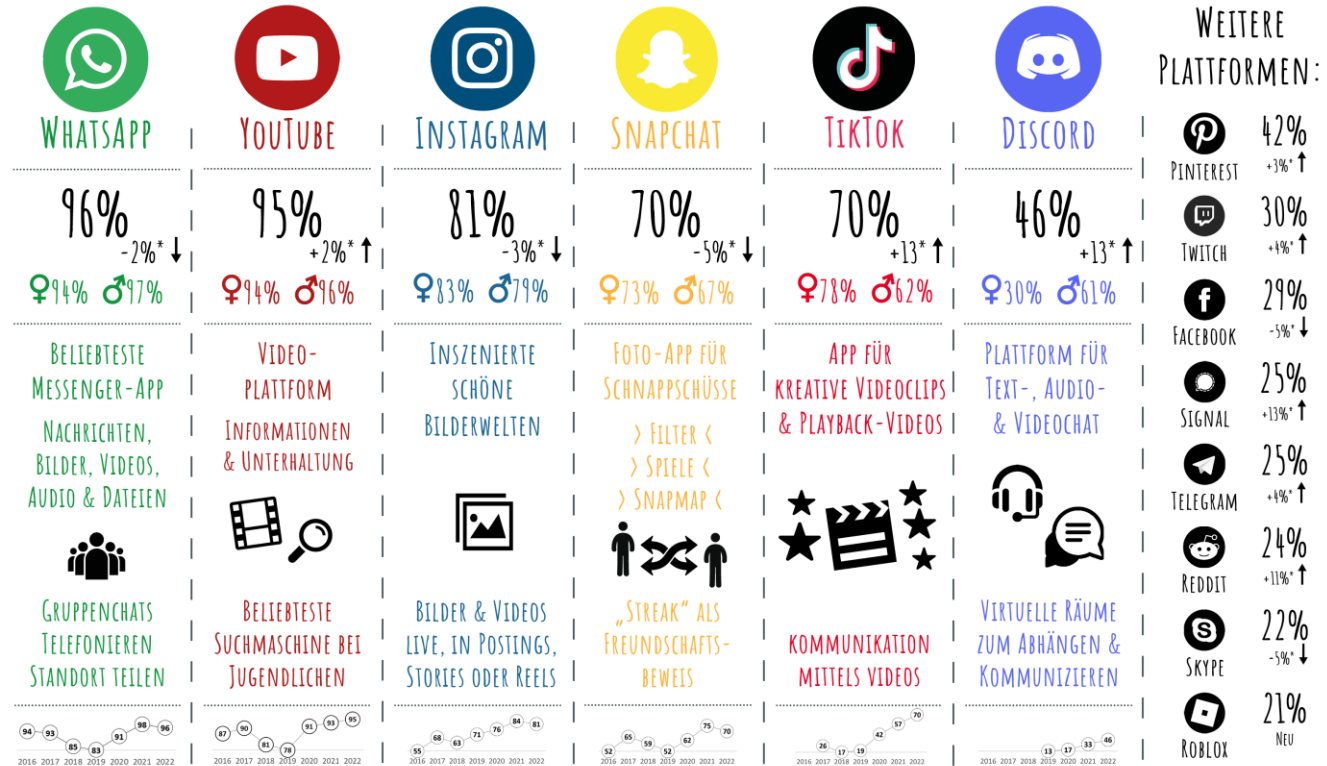 WhatsApp
96%
-2%* ↓
♀94% ♂97%
Beliebteste
Messenger-App
Nachrichten,
Bilder, Videos,
Audio & Dateien
Gruppenchats
Telefonieren
Standort teilen
94 93 85 83 91 98 96
2016 2017 2018 2019 2020 2021 2022
YouTube
95%
+2%* ↑
♀94% ♂96%
Video-
plattform
Informationen
& Unterhaltung
Beliebteste
Suchmaschine bei
Jugendlichen
87 90 81 78 91 93 95
2016 2017 2018 2019 2020 2021 2022
Instagram
81%
-3%* ↓
♀83% ♂79%
Inszenierte
schöne
Bilderwelten
Bilder & Videos
live, in Postings,
Stories oder Reels
55 68 63 71 76 84 81
2016 2017 2018 2019 2020 2021 2022
Snapchat
70%
-5%* ↓
♀73% ♂67%
Foto-App für
Schnappschüsse
> Filter <
> Spiele <
> Snapmap <
„Streak“ als
Freundschafts-
beweis
52 65 59 52 62 75 70
2016 2017 2018 2019 2020 2021 2022
TikTok
70%
+13* ↑
♀78% ♂62%
App für
kreative Videoclips
& Playback-Videos
Kommunikation
mittels Videos
26 17 19 42 57 70
2016 2017 2018 2019 2020 2021 2022
Discord
46%
+13* ↑
♀30% ♂61%
Plattform für
Text-, Audio-
& Videochat
Virtuelle Räume
zum Abhängen &
Kommunizieren
13 17 33 46
2016 2017 2018 2019 2020 2021 2022
Weitere
Plattformen:
Pinterest
42%
+3%* ↑
Twitch
30%
+4%* ↑
Facebook
29%
-5%* ↓
Signal
25%
+13%* ↑
Telegram
25%
+4%* ↑
Reddit
24%
+11%* ↑
Skype
22%
-5%* ↓
Roblox
21%
Neu